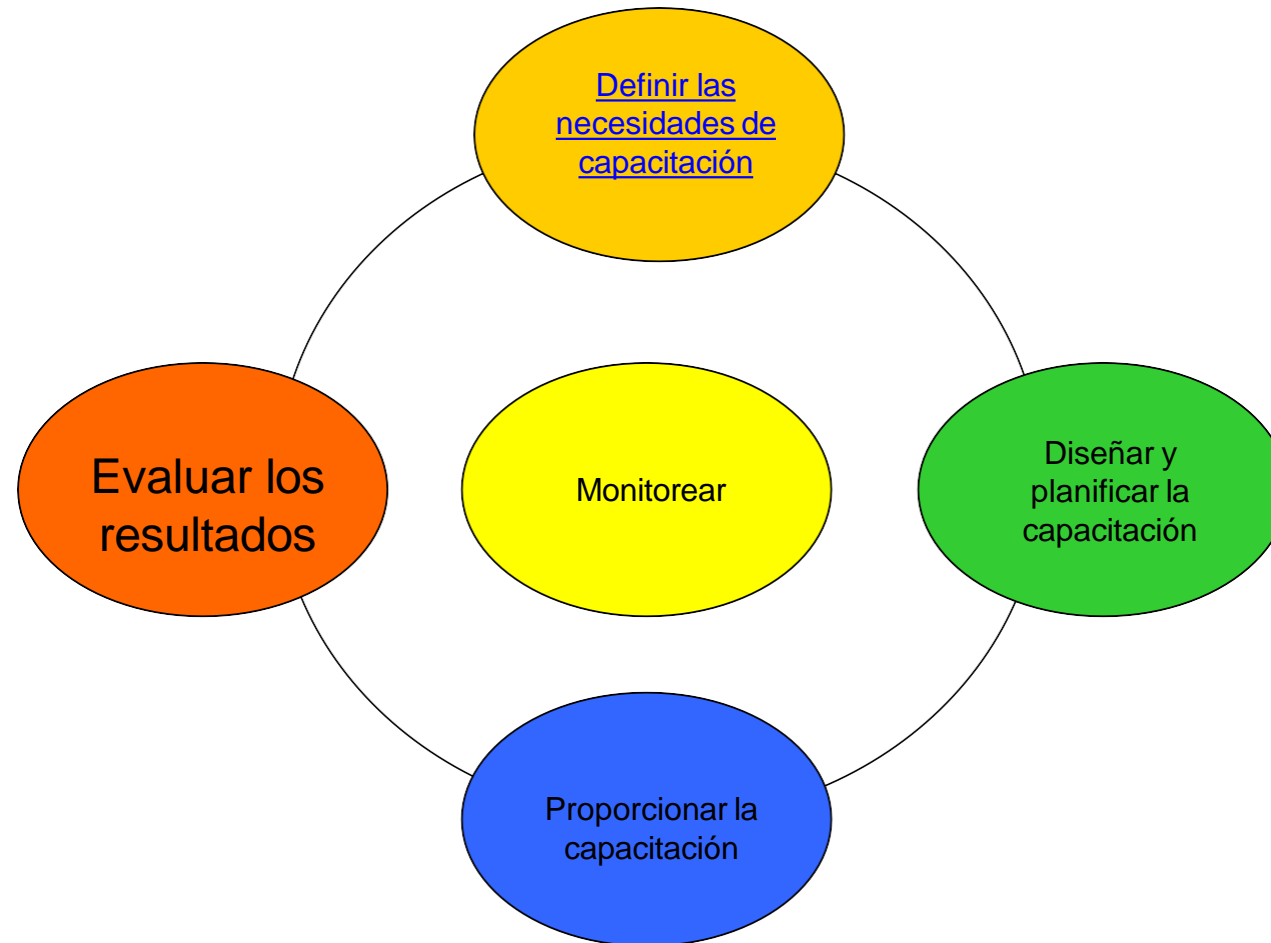 Definir las
necesidades de
capacitación
Evaluar los
resultados
Monitorear
Diseñar y
planificar la
capacitación
Proporcionar la
capacitación